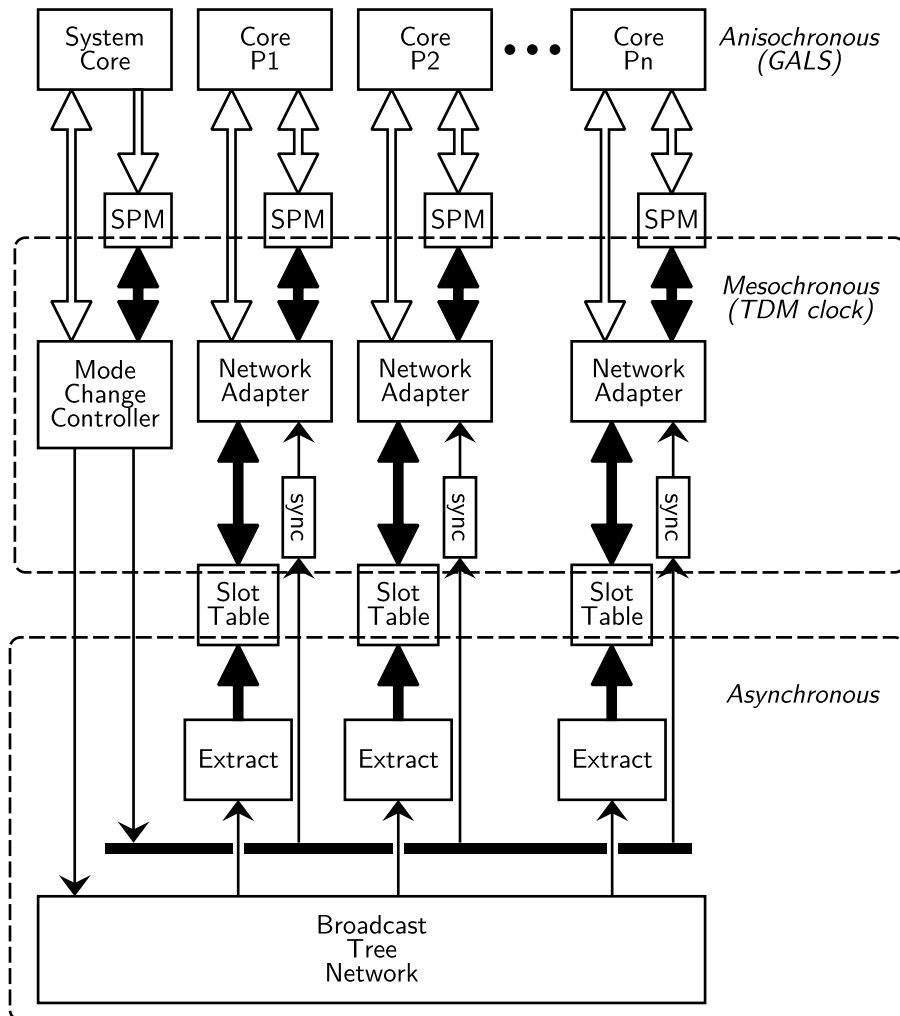 System
Core
Core
P1
Core
P2
Core
Pn
Anisochronous
(GALS)
SPM
SPM
SPM
SPM
Mesochronous
(TDM clock)
Mode
Change
Controller
Network
Adapter
Network
Adapter
Network
Adapter
sync
sync
sync
Slot
Table
Slot
Table
Slot
Table
Asynchronous
Extract
Extract
Extract
Broadcast
Tree
Network